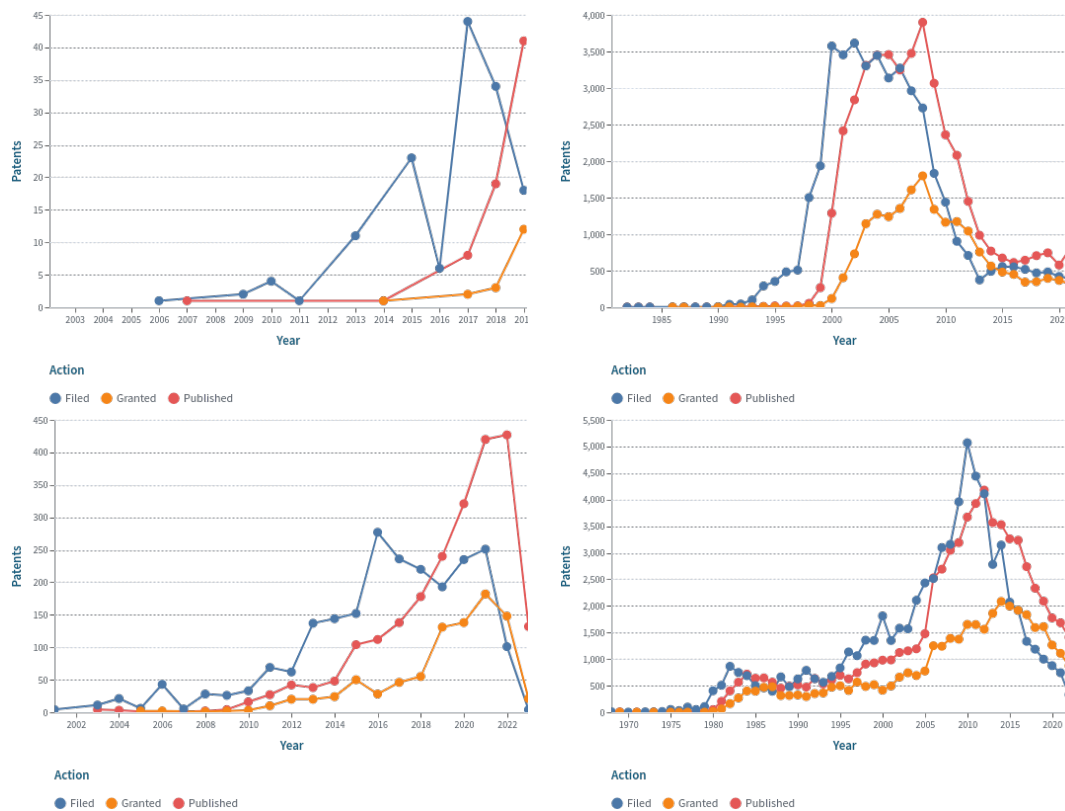 45
40
35
30
25
20
15
10
5
0
Patents
2003 2004 2005 2006 2007 2008 2009 2010 2011 2012 2013 2014 2015 2016 2017 2018 201
Year
Action
Filed Granted Published
4,000
3,500
3,000
2,500
2,000
1,500
1,000
500
0
Patents
1985 1990 1995 2000 2005 2010 2015 202
Year
Action
Filed Granted Published
450
400
350
300
250
200
150
100
50
0
Patents
2002 2004 2006 2008 2010 2012 2014 2016 2018 2020 2022
Year
Action
Filed Granted Published
5,500
5,000
4,500
4,000
3,500
3,000
2,500
2,000
1,500
1,000
500
0
Patents
1970 1975 1980 1985 1990 1995 2000 2005 2010 2015 2020
Year
Action
Filed Granted Published